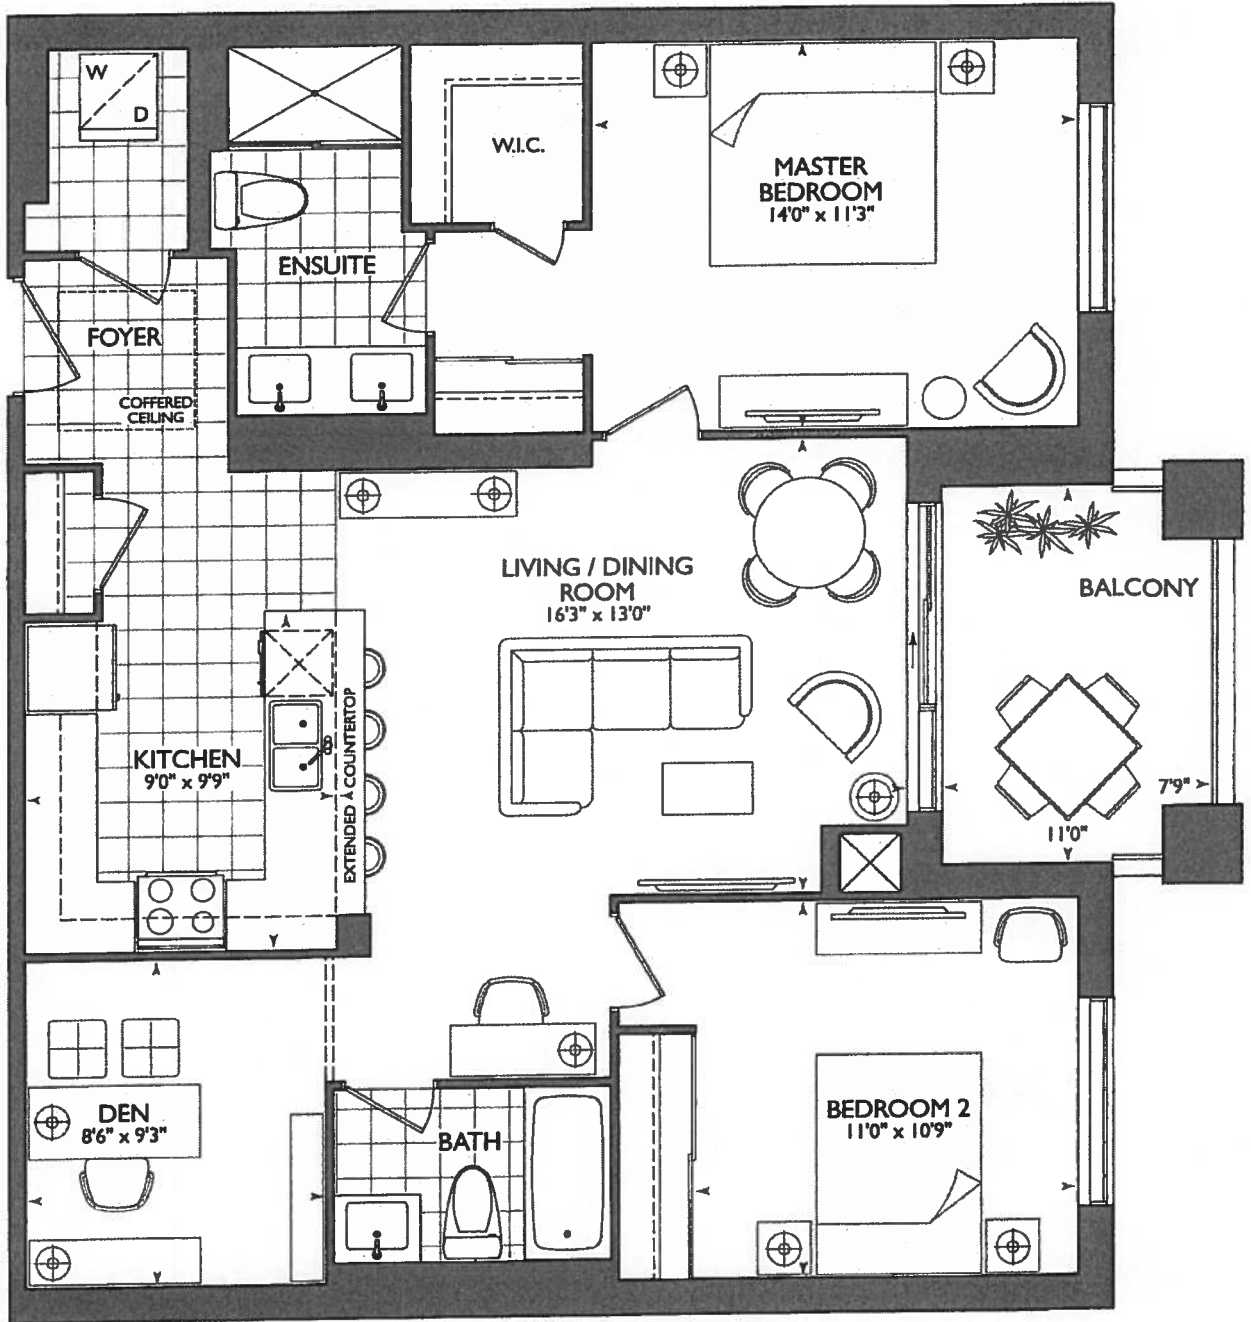 W
D
W.I.C.
MASTER
BEDROOM
14'0" x 11'3"
ENSUITE
FOYER
COFFERED
CEILING
LIVING / DINING
ROOM
16'3" x 13'0"
BALCONY
KITCHEN
9'0" x 9'9"
EXTENDED COUNTERTOP
7'9"
11'0"
DEN
8'6" x 9'3"
BATH
BEDROOM 2
11'0" x 10'9"